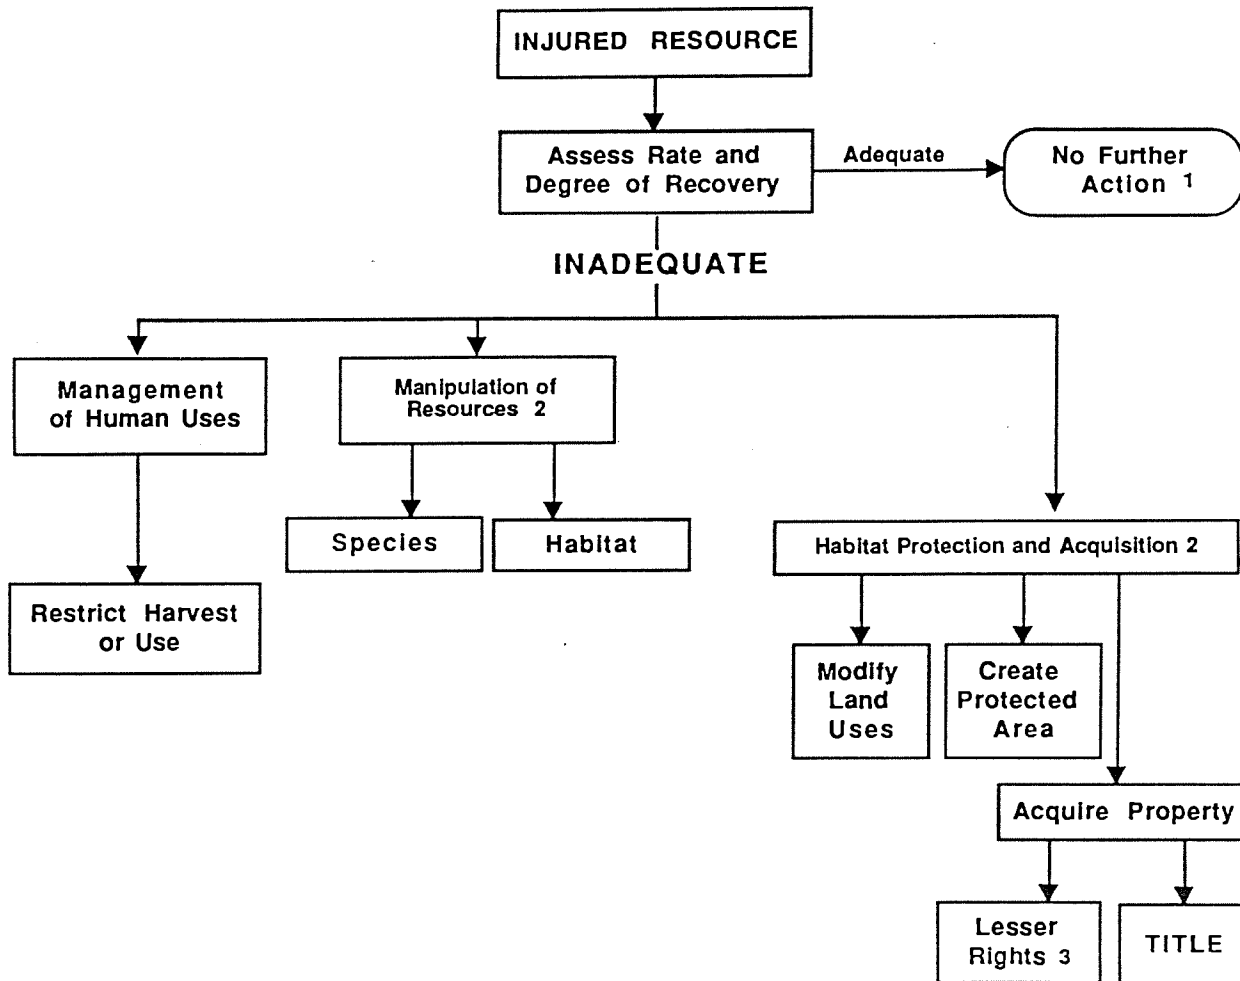 INJURED RESOURCE
Assess Rate and
Degree of Recovery
Adequate
No Further
Action 1
INADEQUATE
Management
of Human Uses
Manipulation of
Resources 2
Species
Habitat
Habitat Protection and Acquisition 2
Restrict Harvest
or Use
Modify
Land
Uses
Create
Protected
Area
Acquire Property
Lesser
Rights 3
TITLE